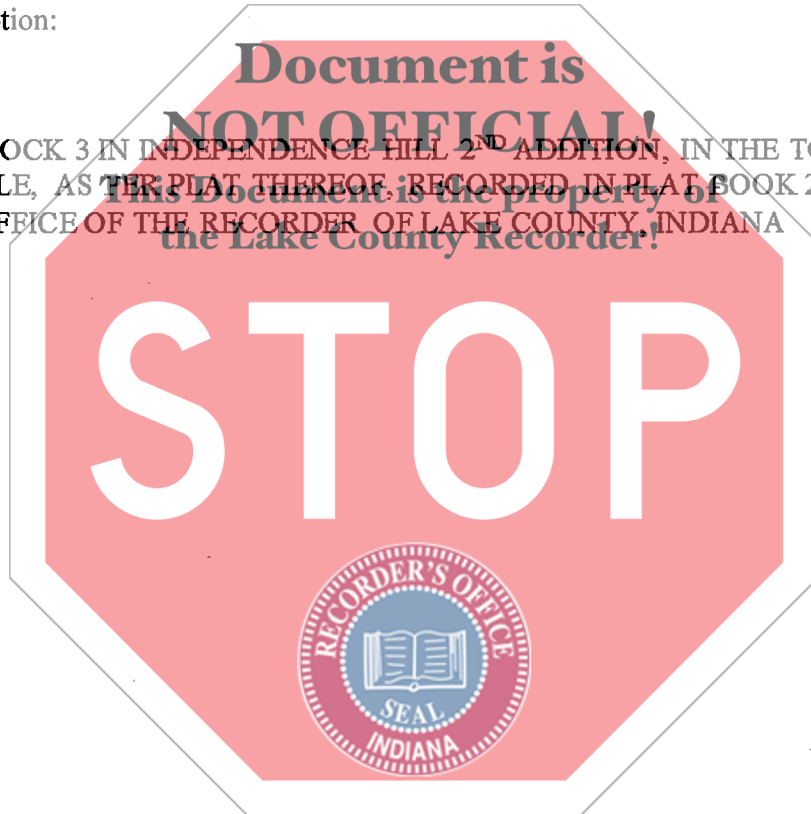 tion:
Document is
NOT OFFICIAL!
OCK 3 IN INDEPENDENCE HILL 2ND ADDITION, IN THE TO
LE, AS PER PLAT THEREOF, RECORDED IN PLAT BOOK 2
This Document is the property of
FFICE OF THE RECORDER OF LAKE COUNTY, INDIANA
the Lake County Recorder!
STOP
RECORDER'S OFFICE
SEAL
INDIANA